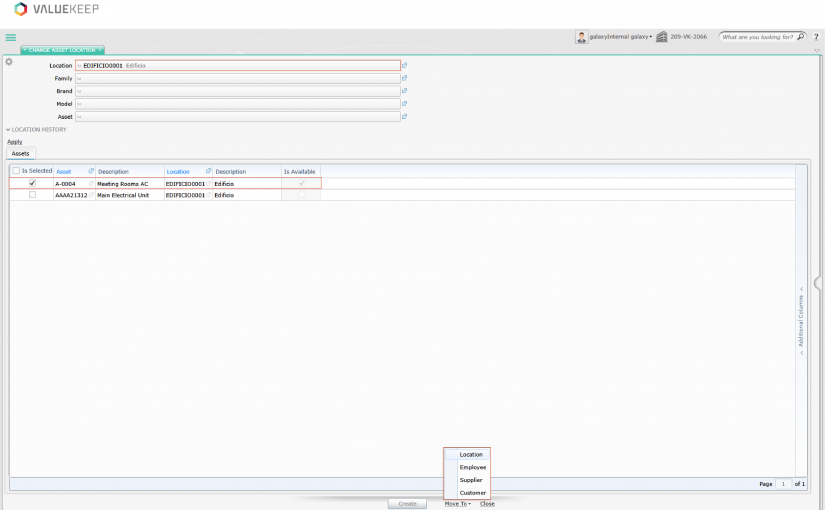 VALUEKEEP
galaxyInternal galaxy 209-VK-2066 What are you looking for? ?
CHANGE ASSET LOCATION
Location EDIFICIO0001 Edifício
Family
Brand
Model
Asset
LOCATION HISTORY
Apply
Assets
Is Selected Asset Description Location Description Is Available
A-0004 Meeting Rooms AC EDIFICIO0001 Edifício
AAAA21312 Main Electrical Unit EDIFICIO0001 Edifício
Additional Columns
Location
Employee
Supplier
Customer
Page 1 of 1
Create Move To Close